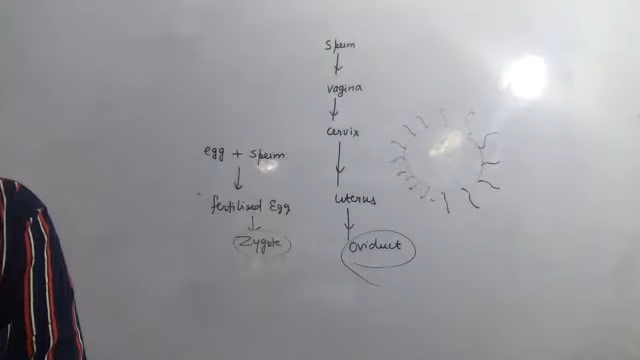 Sperm
vagina
cervix
uterus
Oviduct
egg + sperm
fertilised Egg
Zygote